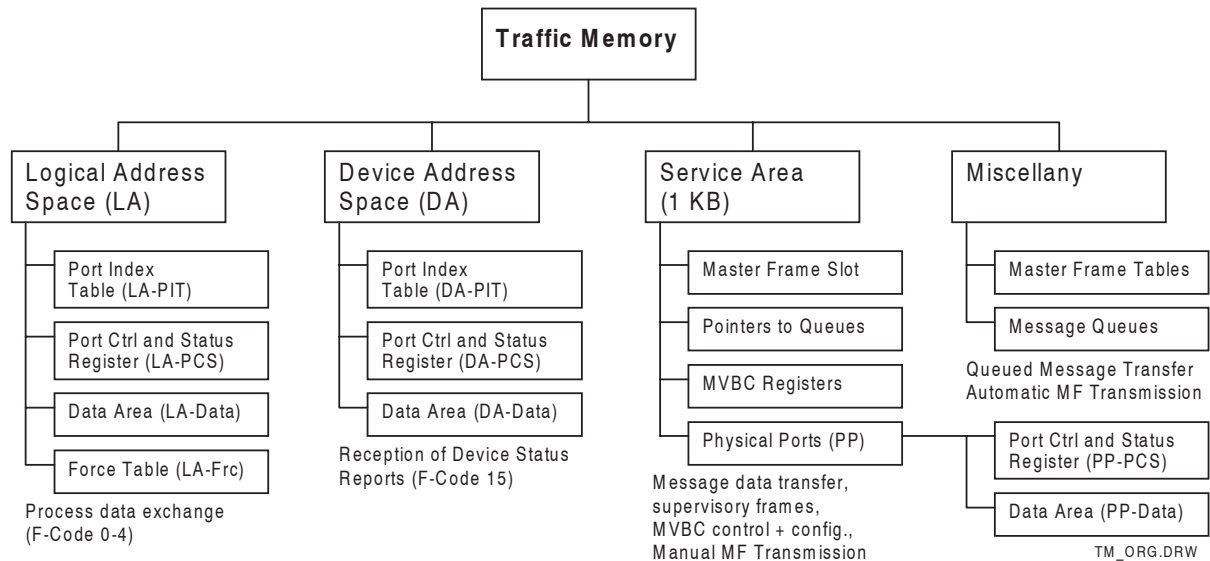 Traffic Memory
Logical Address
Space (LA)
Port Index
Table (LA-PIT)
Port Ctrl and Status
Register (LA-PCS)
Data Area (LA-Data)
Force Table (LA-Frc)
Process data exchange
(F-Code 0-4)
Device Address
Space (DA)
Port Index
Table (DA-PIT)
Port Ctrl and Status
Register (DA-PCS)
Data Area (DA-Data)
Reception of Device Status
Reports (F-Code 15)
Service Area
(1 KB)
Master Frame Slot
Pointers to Queues
MVBC Registers
Physical Ports (PP)
Message data transfer,
supervisory frames,
MVBC control + config.,
Manual MF Transmission
Miscellany
Master Frame Tables
Message Queues
Queued Message Transfer
Automatic MF Transmission
Port Ctrl and Status
Register (PP-PCS)
Data Area (PP-Data)
TM_ORG.DRW